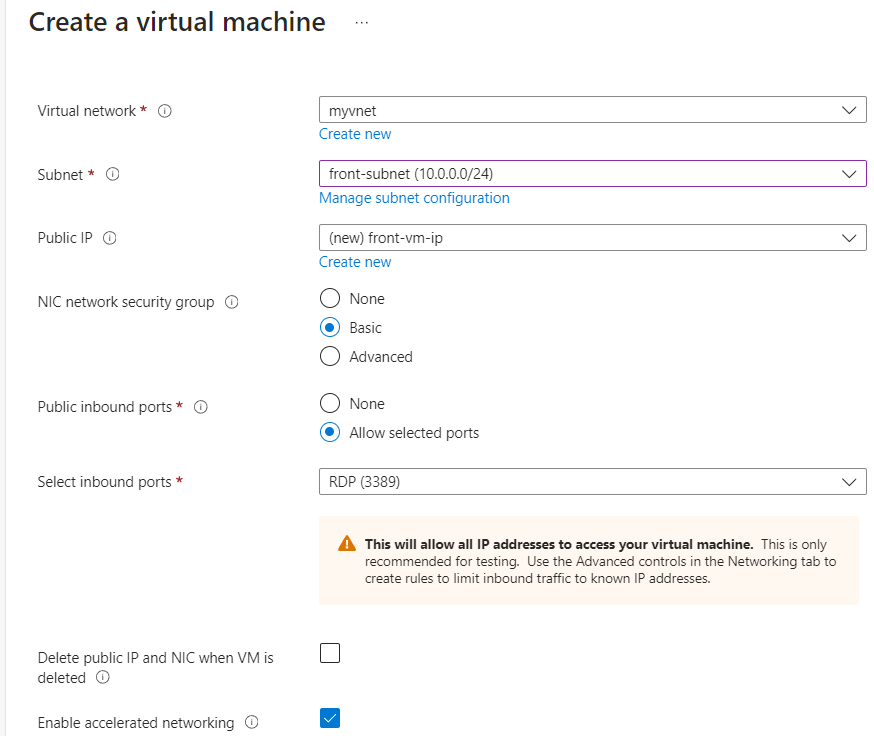 Create a virtual machine ...
Virtual network *
myvnet
Create new
Subnet *
front-subnet (10.0.0.0/24)
Manage subnet configuration
Public IP
(new) front-vm-ip
Create new
NIC network security group
None
Basic
Advanced
Public inbound ports *
None
Allow selected ports
Select inbound ports *
RDP (3389)
This will allow all IP addresses to access your virtual machine. This is only
recommended for testing. Use the Advanced controls in the Networking tab to
create rules to limit inbound traffic to known IP addresses.
Delete public IP and NIC when VM is
deleted
Enable accelerated networking